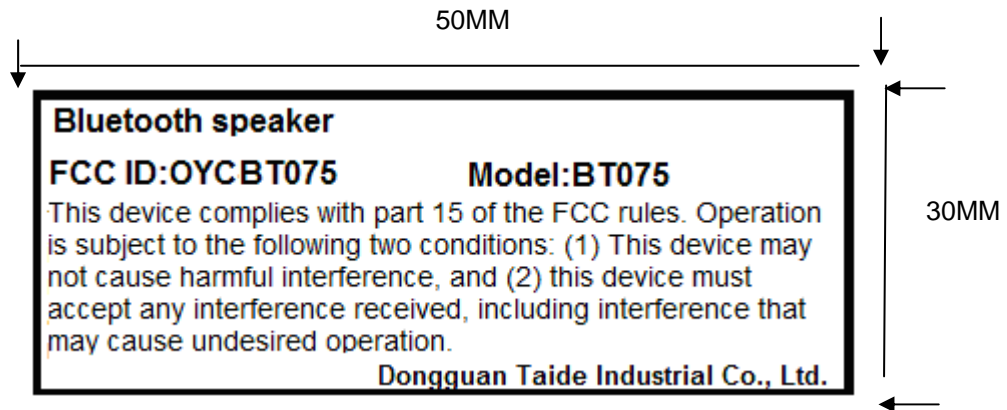 50MM
Bluetooth speaker
FCC ID:OYCBT075 Model:BT075
This device complies with part 15 of the FCC rules. Operation
is subject to the following two conditions: (1) This device may
not cause harmful interference, and (2) this device must
accept any interference received, including interference that
may cause undesired operation.
Dongguan Taide Industrial Co., Ltd.
30MM